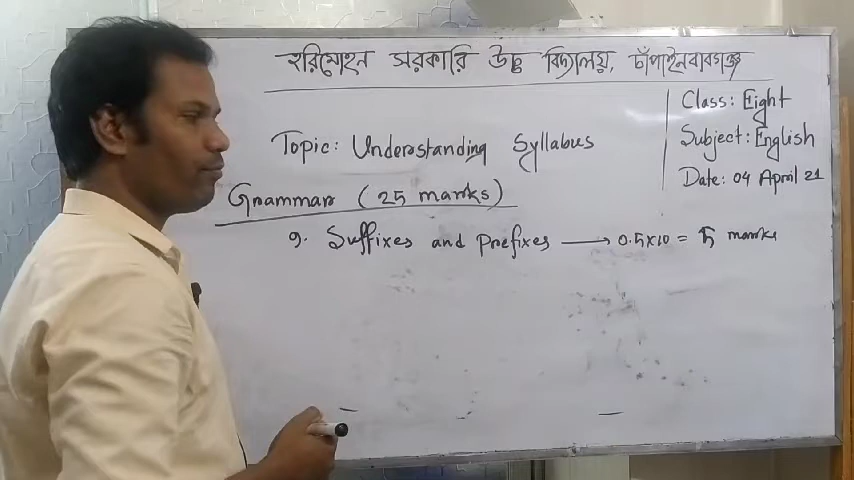 হরিমোহন সরকারি উচ্চ বিদ্যালয়, চাঁপাইনবাবগঞ্জ
Class: Eight
Subject: English
Date: 04 April 21
Topic: Understanding Syllabus
Grammar (25 marks)
9. Suffixes and Prefixes → 0.5x10 = 5 marks